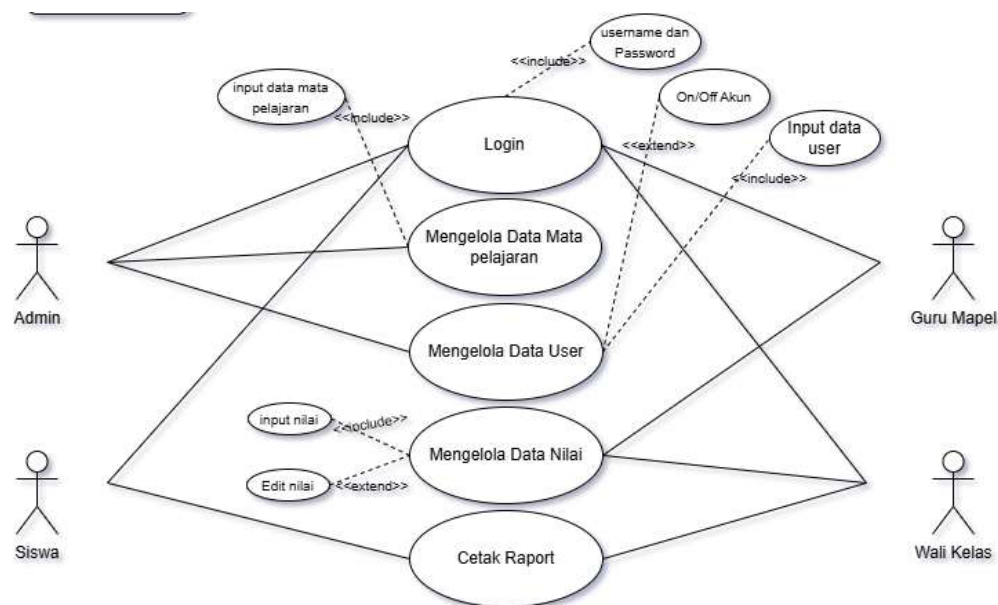 username dan
Password
<<include>>
input data mata
pelajaran
<<include>>
On/Off Akun
Login
<<extend>>
Input data
user
<<include>>
Mengelola Data Mata
pelajaran
Admin
Guru Mapel
Mengelola Data User
input nilai
<<include>>
Mengelola Data Nilai
Edit nilai
<<extend>>
Siswa
Cetak Raport
Wali Kelas